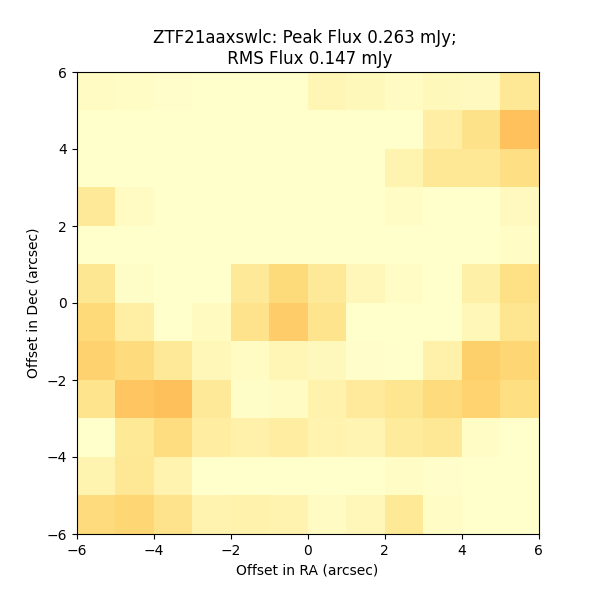 ZTF21aaxswlc: Peak Flux 0.263 mJy;
RMS Flux 0.147 mJy
6
4
2
0
−2
−4
−6
Offset in Dec (arcsec)
−6 −4 −2 0 2 4 6
Offset in RA (arcsec)